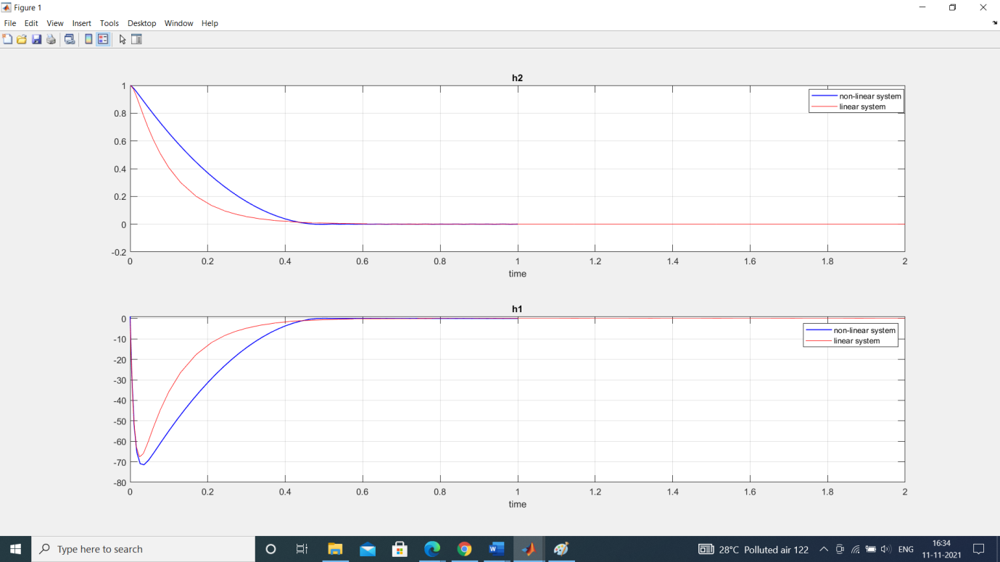 Figure 1
File Edit View Insert Tools Desktop Window Help
h2
non-linear system
linear system
1
0.8
0.6
0.4
0.2
0
-0.2
0 0.2 0.4 0.6 0.8 1 1.2 1.4 1.6 1.8 2
time
h1
non-linear system
linear system
0
-10
-20
-30
-40
-50
-60
-70
-80
0 0.2 0.4 0.6 0.8 1 1.2 1.4 1.6 1.8 2
time
Type here to search
28°C Polluted air 122
ENG
16:34
11-11-2021